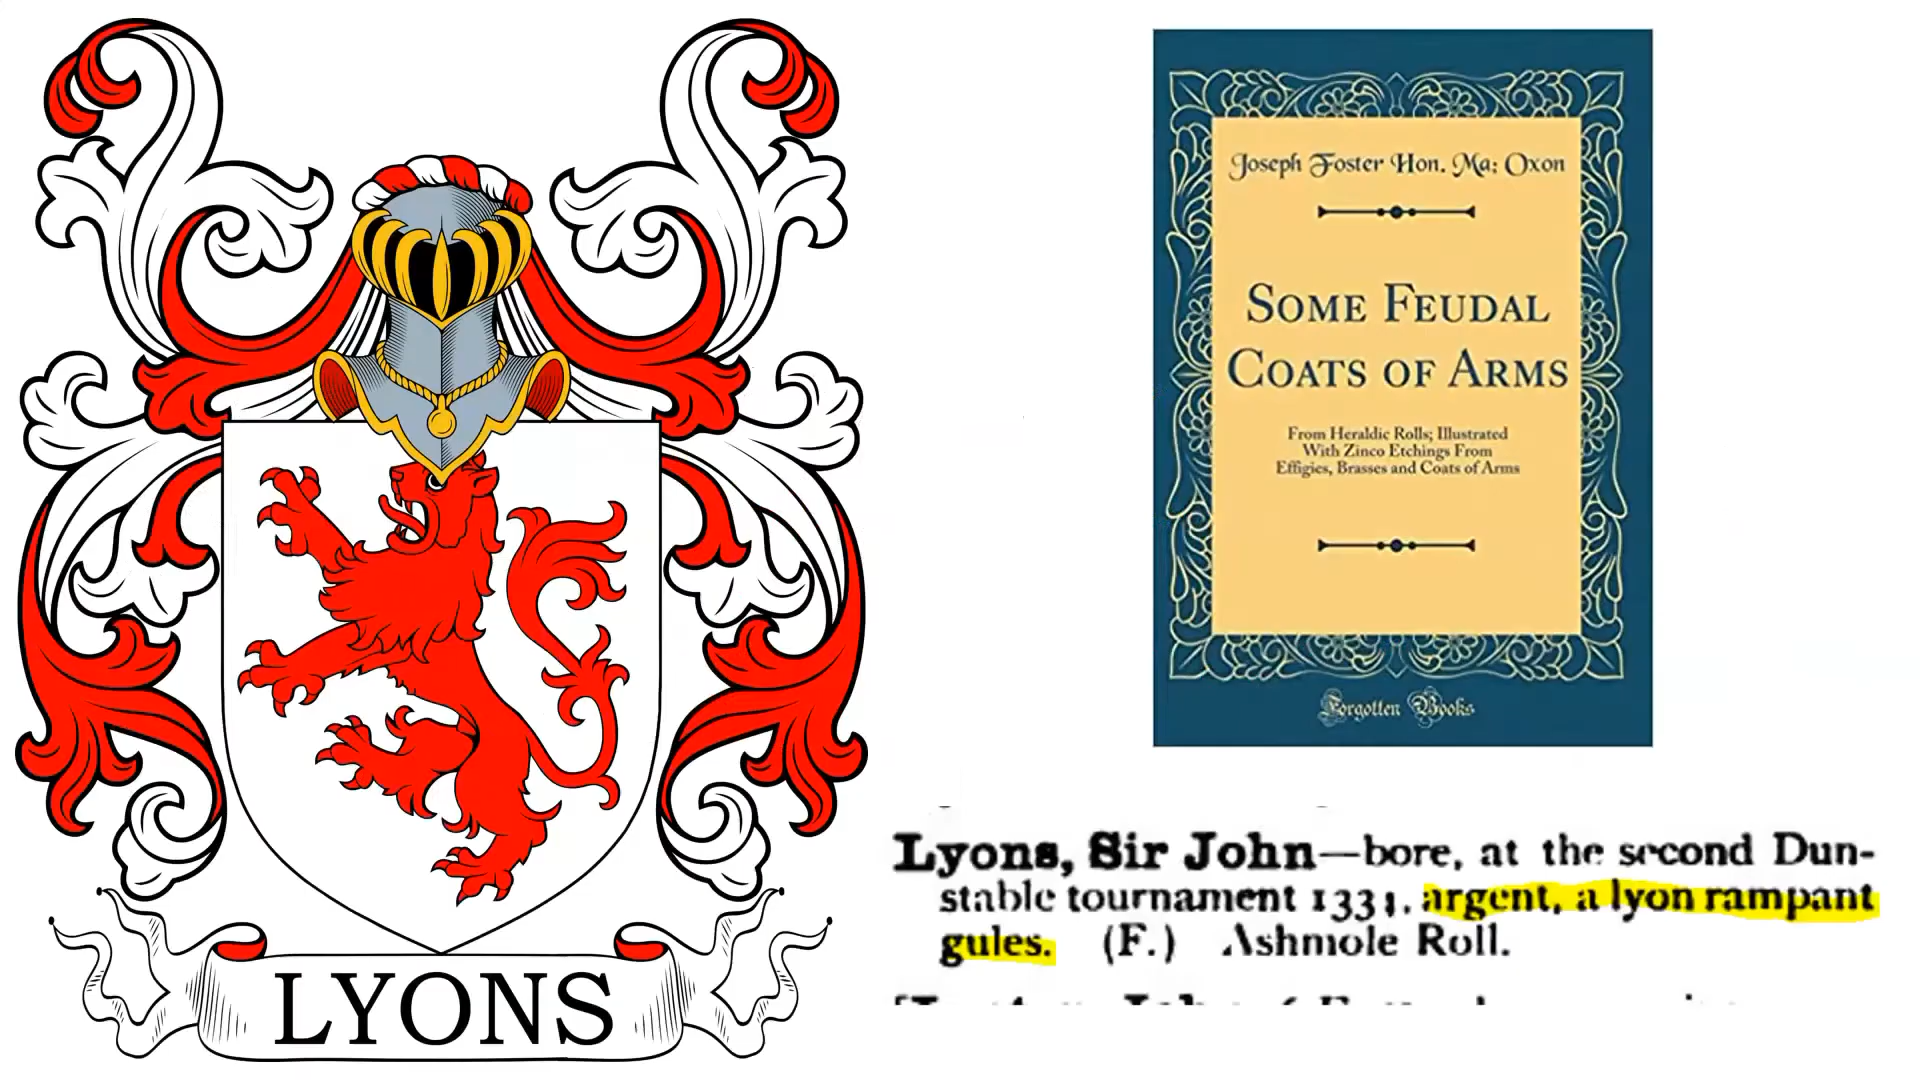 LYONS
Joseph Foster Hon. Ma; Oxon
SOME FEUDAL
COATS OF ARMS
From Heraldic Rolls; Illustrated
With Zinco Etchings From
Effigies, Brasses and Coats of Arms
Forgotten Books
Lyons, Sir John—bore, at the second Dun-
stable tournament 1334, argent, a lyon rampant
gules. (F.) Ashmole Roll.